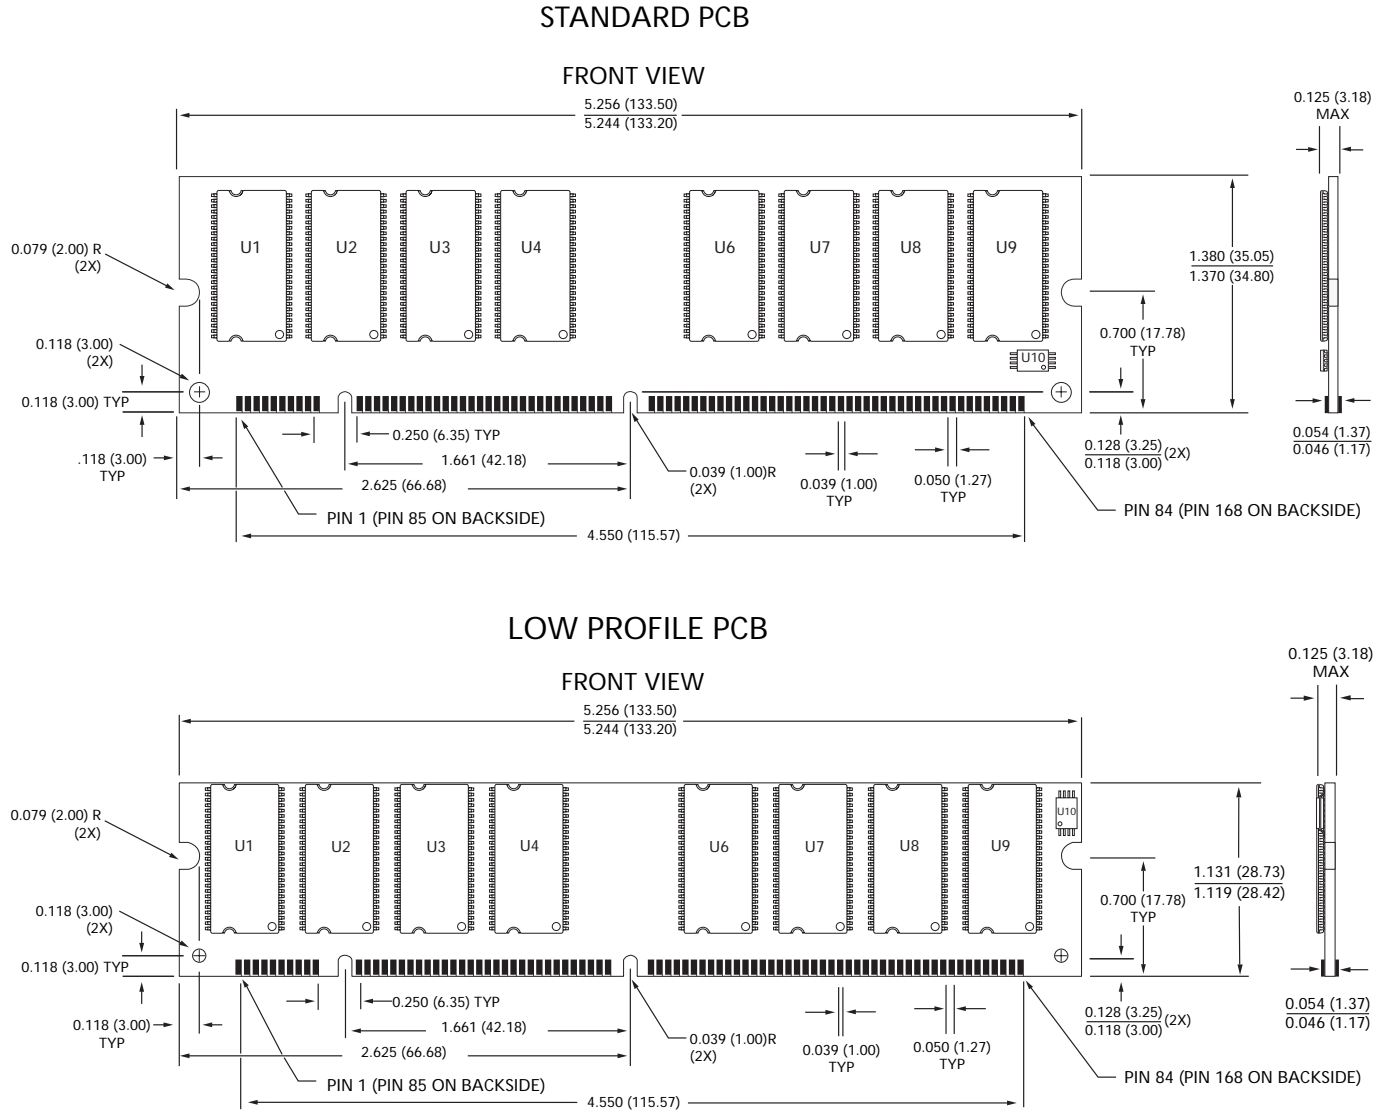 STANDARD PCB
FRONT VIEW
5.256 (133.50)
5.244 (133.20)
0.125 (3.18)
MAX
U1
U2
U3
U4
U6
U7
U8
U9
U10
0.079 (2.00) R
(2X)
1.380 (35.05)
1.370 (34.80)
0.700 (17.78)
TYP
0.118 (3.00)
(2X)
0.118 (3.00) TYP
.118 (3.00)
TYP
0.250 (6.35) TYP
1.661 (42.18)
2.625 (66.68)
0.039 (1.00)R
(2X)
0.039 (1.00)
TYP
0.050 (1.27)
TYP
0.128 (3.25)
0.118 (3.00)
(2X)
0.054 (1.37)
0.046 (1.17)
PIN 1 (PIN 85 ON BACKSIDE)
PIN 84 (PIN 168 ON BACKSIDE)
4.550 (115.57)
LOW PROFILE PCB
FRONT VIEW
5.256 (133.50)
5.244 (133.20)
0.125 (3.18)
MAX
U1
U2
U3
U4
U6
U7
U8
U9
U10
0.079 (2.00) R
(2X)
1.131 (28.73)
1.119 (28.42)
0.700 (17.78)
TYP
0.118 (3.00)
(2X)
0.118 (3.00) TYP
0.118 (3.00)
TYP
0.250 (6.35) TYP
1.661 (42.18)
2.625 (66.68)
0.039 (1.00)R
(2X)
0.039 (1.00)
TYP
0.050 (1.27)
TYP
0.128 (3.25)
0.118 (3.00)
(2X)
0.054 (1.37)
0.046 (1.17)
PIN 1 (PIN 85 ON BACKSIDE)
PIN 84 (PIN 168 ON BACKSIDE)
4.550 (115.57)